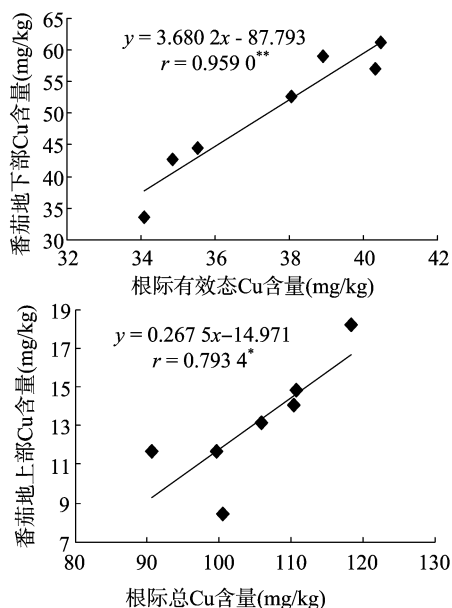 65
60
55
50
45
40
35
30
y = 3.680 2x - 87.793
r = 0.959 0**
番茄地下部Cu含量(mg/kg)
32 34 36 38 40 42
根际有效态Cu含量(mg/kg)
19
17
15
13
11
9
7
y = 0.267 5x−14.971
r = 0.793 4*
番茄地上部Cu含量(mg/kg)
80 90 100 110 120 130
根际总Cu含量(mg/kg)